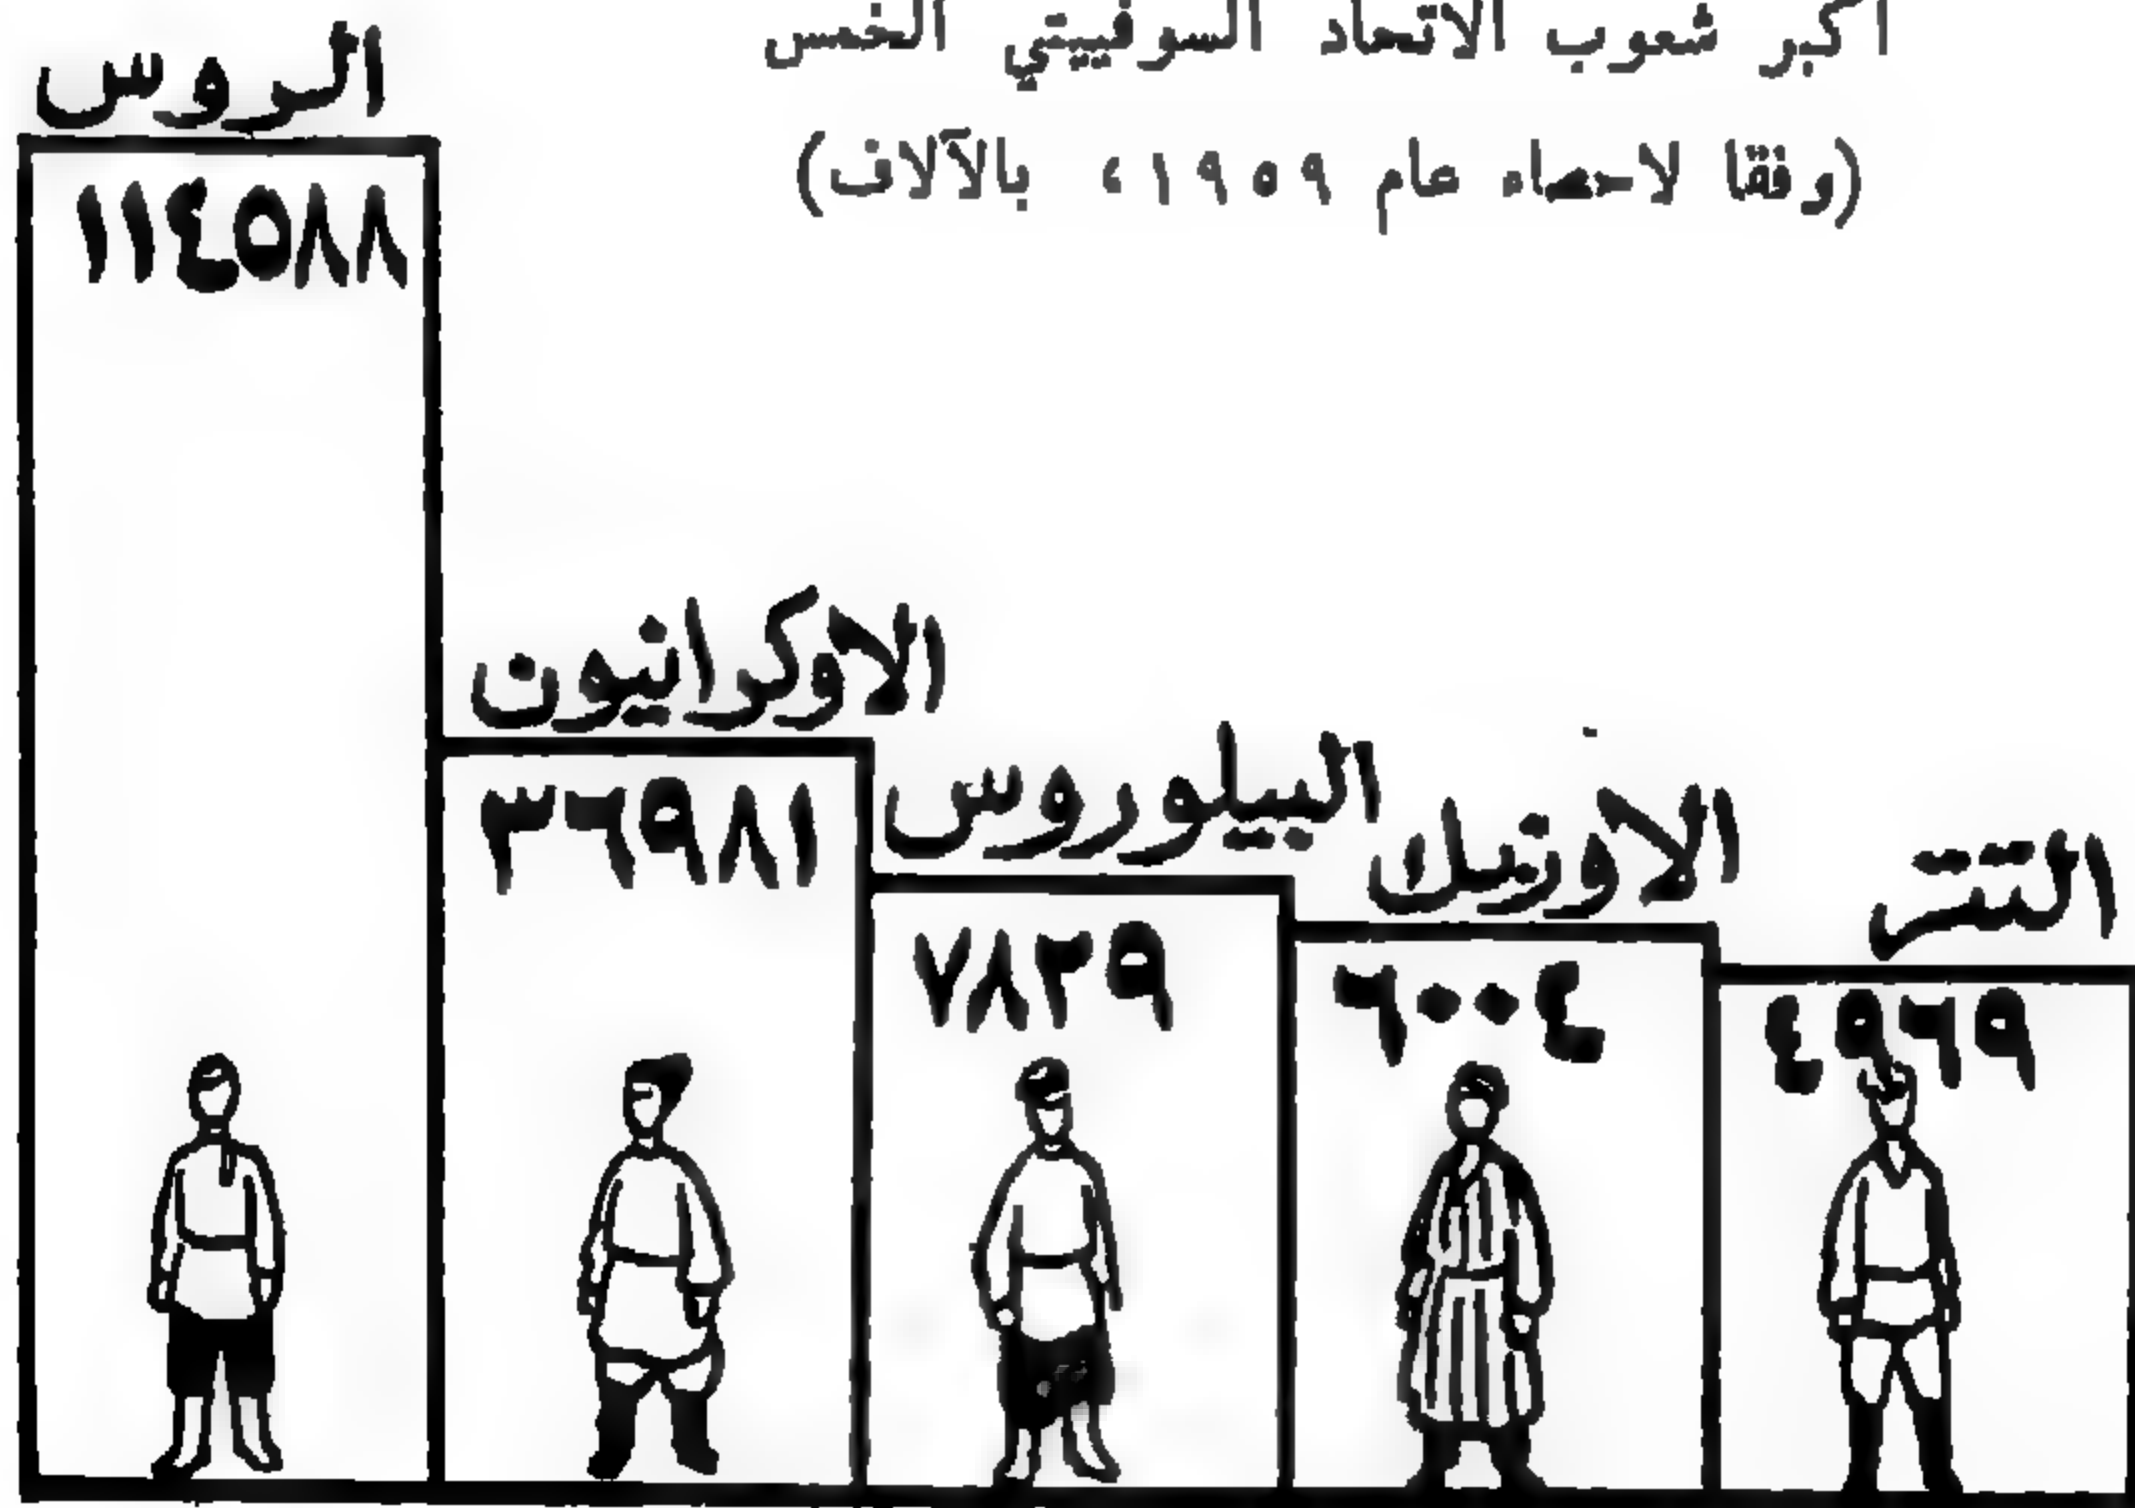 أكبر شعوب الاتحاد السوفييتي الخمس
(وفقا لاحصاء عام ١٩٥٩، بالآلاف)
الروس
١١٤٥٨٨
الاوكرانيون
٣٦٩٨١
البيلوروس
٧٨٣٩
الاوزبك
٦٠٠٤
التتر
٤٩٦٩